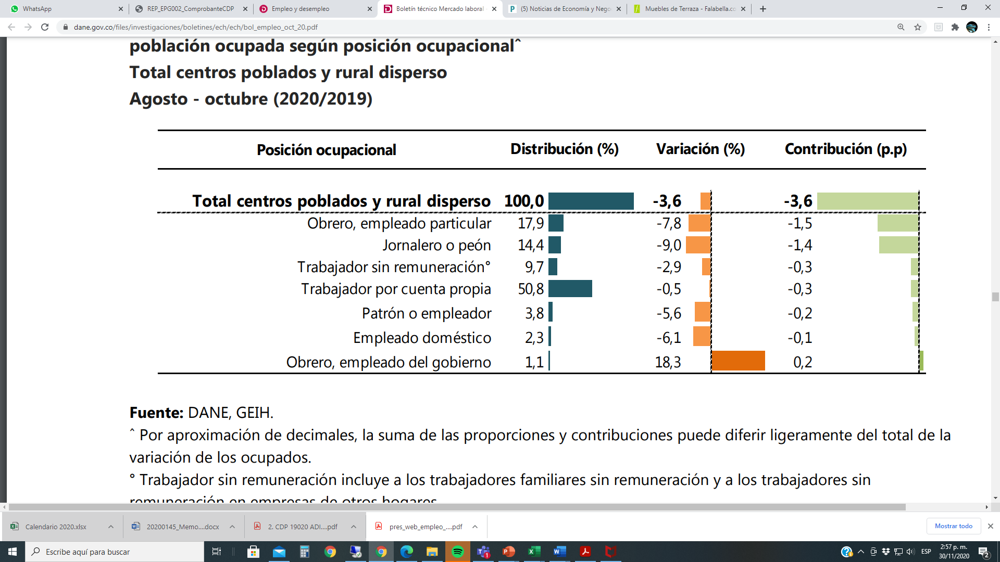 WhatsApp
REP_EPG002_ComprobanteCDP
Empleo y desempleo
Boletín técnico Mercado laboral
(5) Noticias de Economía y Nego
Muebles de Terraza - Falabella.co
dane.gov.co/files/investigaciones/boletines/ech/ech/bol_empleo_oct_20.pdf
población ocupada según posición ocupacionalˆ
Total centros poblados y rural disperso
Agosto - octubre (2020/2019)
Posición ocupacional Distribución (%) Variación (%) Contribución (p.p)
Total centros poblados y rural disperso 100,0 -3,6 -3,6
Obrero, empleado particular 17,9 -7,8 -1,5
Jornalero o peón 14,4 -9,0 -1,4
Trabajador sin remuneración° 9,7 -2,9 -0,3
Trabajador por cuenta propia 50,8 -0,5 -0,3
Patrón o empleador 3,8 -5,6 -0,2
Empleado doméstico 2,3 -6,1 -0,1
Obrero, empleado del gobierno 1,1 18,3 0,2
Fuente: DANE, GEIH.
ˆ Por aproximación de decimales, la suma de las proporciones y contribuciones puede diferir ligeramente del total de la
variación de los ocupados.
° Trabajador sin remuneración incluye a los trabajadores familiares sin remuneración y a los trabajadores sin
remuneración en empresas de otros hogares
Calendario 2020.xlsx
20200145_Memo....docx
2. CDP 19020 ADI....pdf
pres_web_empleo_....pdf
Mostrar todo
Escribe aquí para buscar
1
ESP
2:57 p. m.
30/11/2020
2